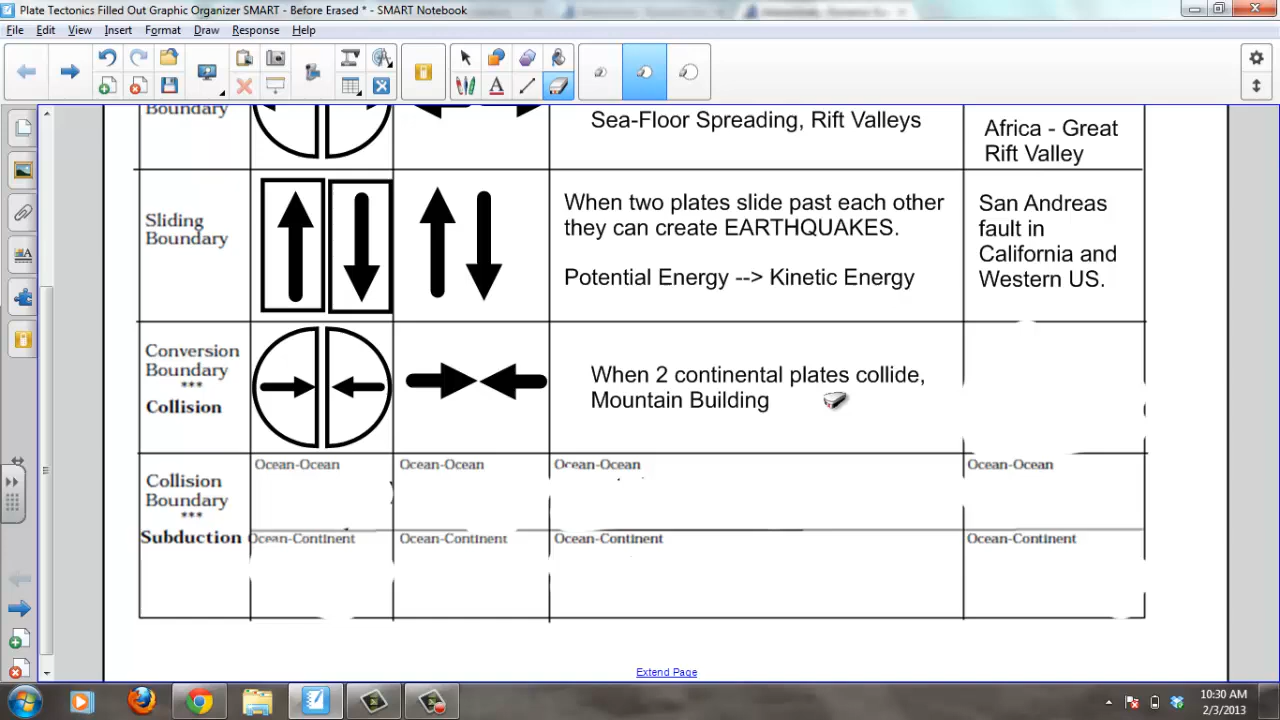 Plate Tectonics Filled Out Graphic Organizer SMART - Before Erased * - SMART Notebook
File Edit View Insert Format Draw Response Help
Boundary
Sea-Floor Spreading, Rift Valleys
Africa - Great
Rift Valley
Sliding
Boundary
When two plates slide past each other
they can create EARTHQUAKES.
Potential Energy --> Kinetic Energy
San Andreas
fault in
California and
Western US.
Conversion
Boundary
***
Collision
When 2 continental plates collide,
Mountain Building
Collision
Boundary
***
Subduction
Ocean-Ocean
Ocean-Ocean
Ocean-Ocean
Ocean-Ocean
Ocean-Continent
Ocean-Continent
Ocean-Continent
Ocean-Continent
Extend Page
10:30 AM
2/3/2013